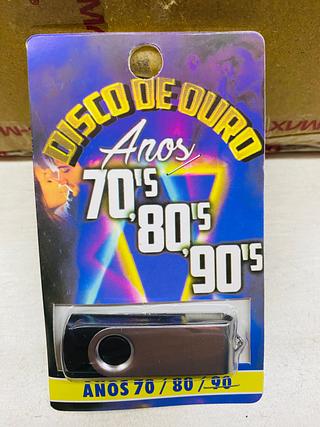 DISCO DE OURO
Anos
70'S
,80'S
,90'S
ANOS 70 / 80 / 90